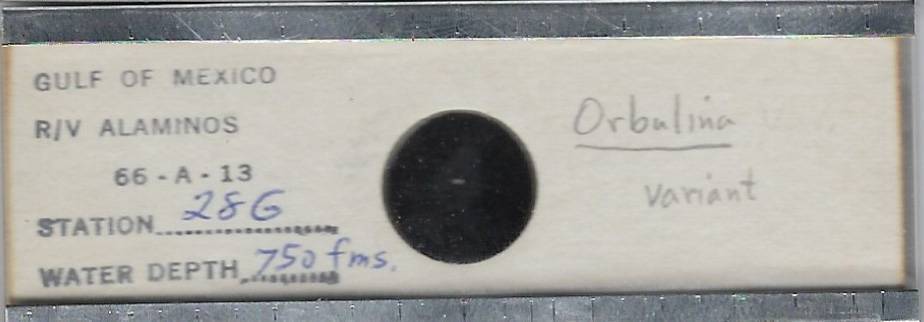 GULF OF MEXICO
R/V ALAMINOS
66 - A - 13
STATION 28G
WATER DEPTH 750 fms.
Orbulina
variant